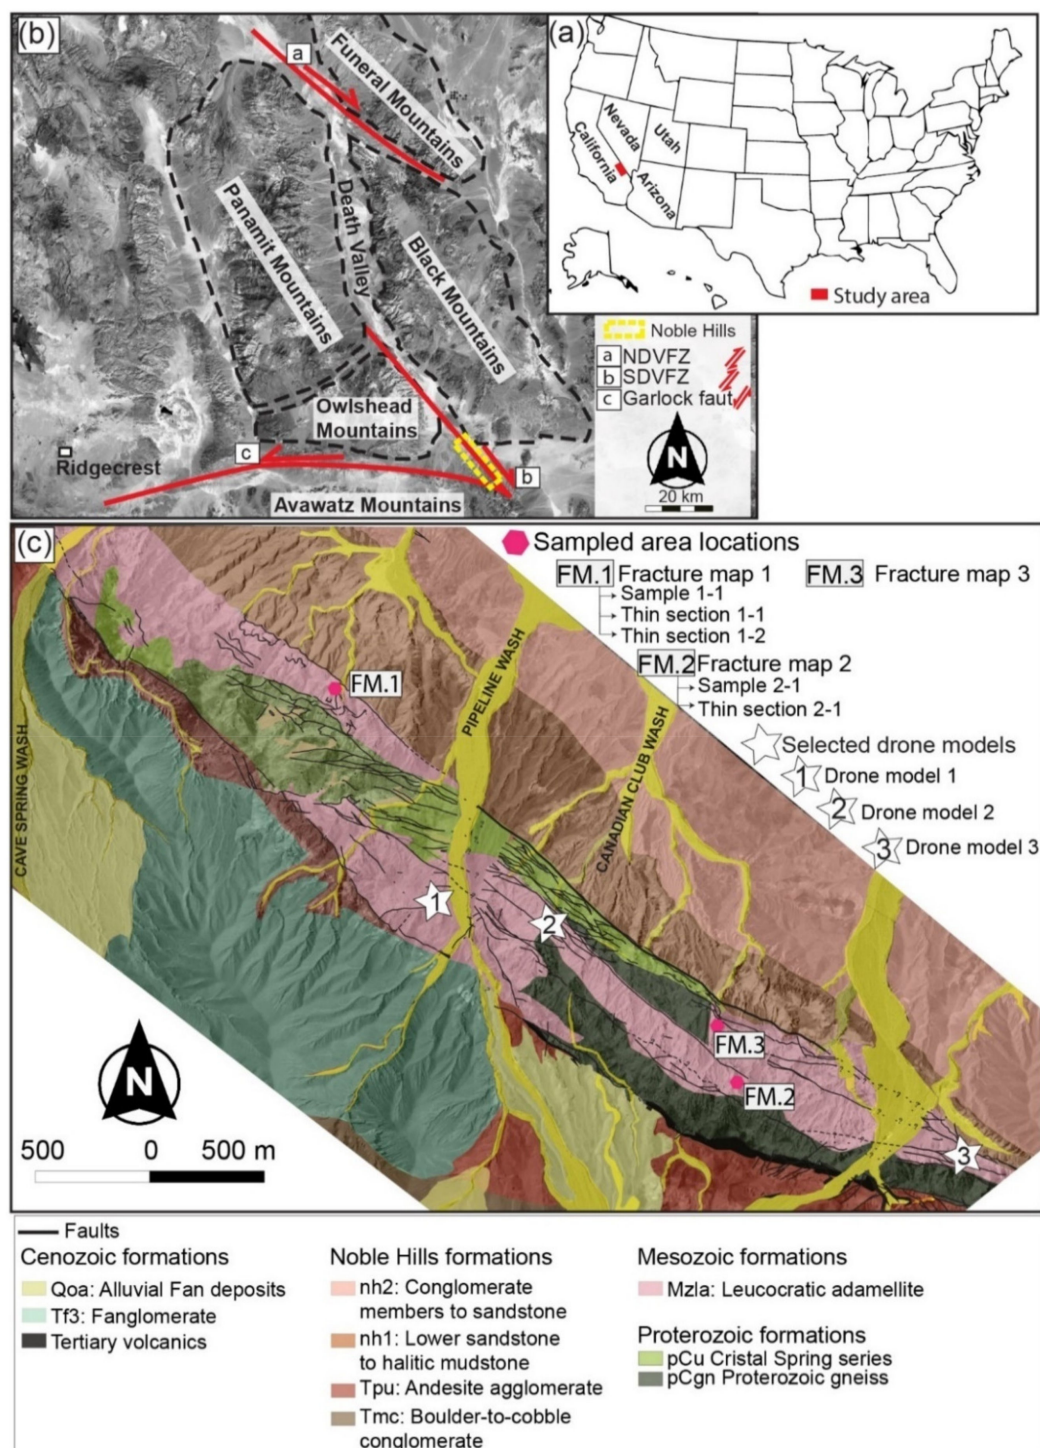 (b)
a
Funeral Mountains
Panamit Mountains
Death Valley
Black Mountains
Owlshead
Mountains
c
Ridgecrest
b
Avawatz Mountains
(a)
Nevada
Utah
California
Arizona
Study area
Noble Hills
a NDVFZ
b SDVFZ
c Garlock faut
N
20 km
(c)
Sampled area locations
FM.1 Fracture map 1
Sample 1-1
Thin section 1-1
Thin section 1-2
FM.3 Fracture map 3
FM.2 Fracture map 2
Sample 2-1
Thin section 2-1
Selected drone models
1 Drone model 1
2 Drone model 2
3 Drone model 3
CAVE SPRING WASH
FM.1
PIPELINE WASH
CANADIAN CLUB WASH
1
2
FM.3
FM.2
3
N
500 0 500 m
Faults
Cenozoic formations
Qoa: Alluvial Fan deposits
Tf3: Fanglomerate
Tertiary volcanics
Noble Hills formations
nh2: Conglomerate
members to sandstone
nh1: Lower sandstone
to halitic mudstone
Tpu: Andesite agglomerate
Tmc: Boulder-to-cobble
conglomerate
Mesozoic formations
Mzla: Leucocratic adamellite
Proterozoic formations
pCu Cristal Spring series
pCgn Proterozoic gneiss